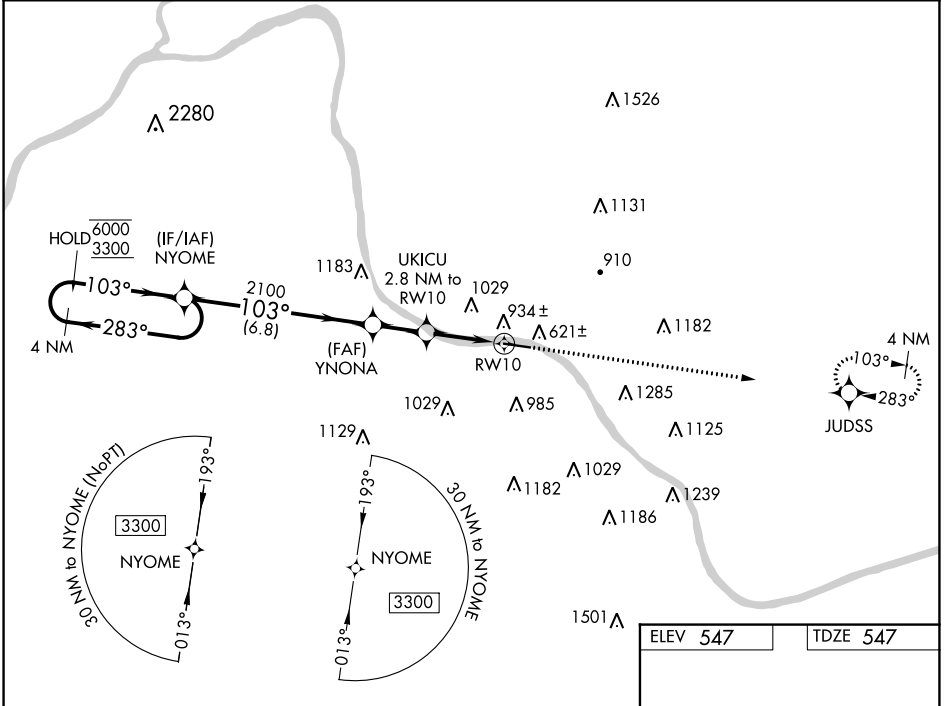 2280
1526
1131
910
HOLD
6000
3300
(IF/IAF)
NYOME
1183
UKICU
2.8 NM to
RW10
1029
934 ±
621±
1182
103°
283°
4 NM
2100
103°
(6.8)
(FAF)
YNONA
RW10
4 NM
103°
283°
JUDSS
1285
1029
985
1125
1129
1029
1182
1239
1186
1501
30 NM to NYOME (NoPT)
193°
3300
NYOME
013°
30 NM to NYOME
193°
NYOME
3300
013°
ELEV 547
TDZE 547